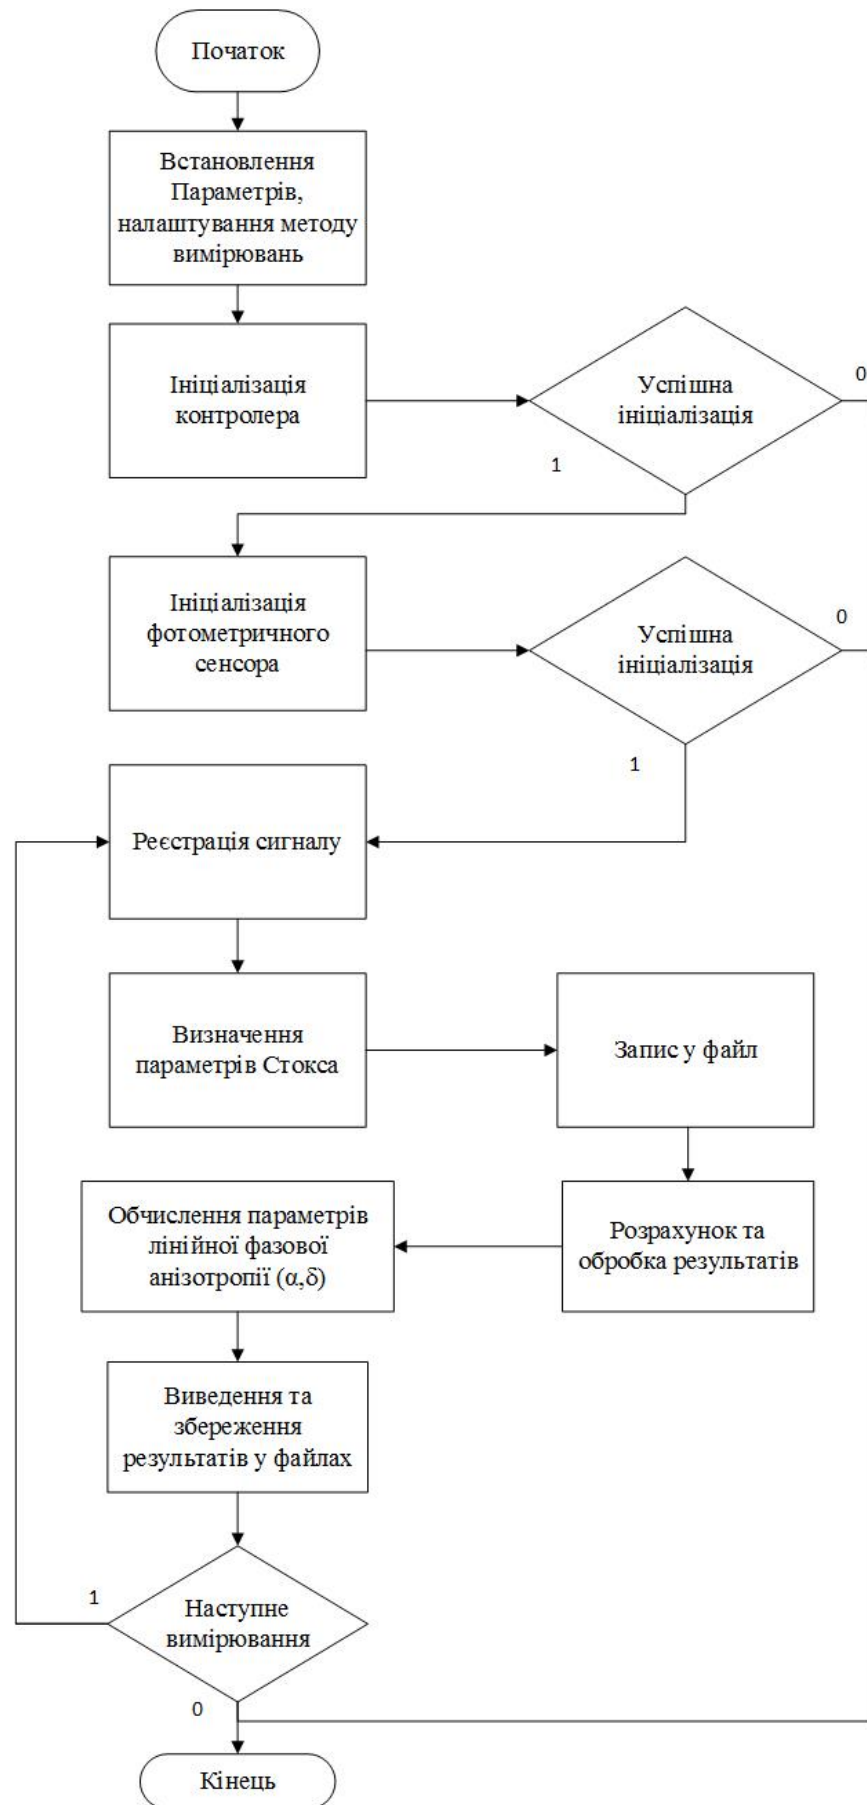 Початок
Встановлення
Параметрів,
налаштування методу
вимірювань
Ініціалізація
контролера
Успішна
ініціалізація
0
1
Ініціалізація
фотометричного
сенсора
Успішна
ініціалізація
0
1
Реєстрація сигналу
Визначення
параметрів Стокса
Запис у файл
Розрахунок та
обробка результатів
Обчислення параметрів
лінійної фазової
анізотропії (α,δ)
Виведення та
збереження
результатів у файлах
Наступне
вимірювання
1
0
Кінець